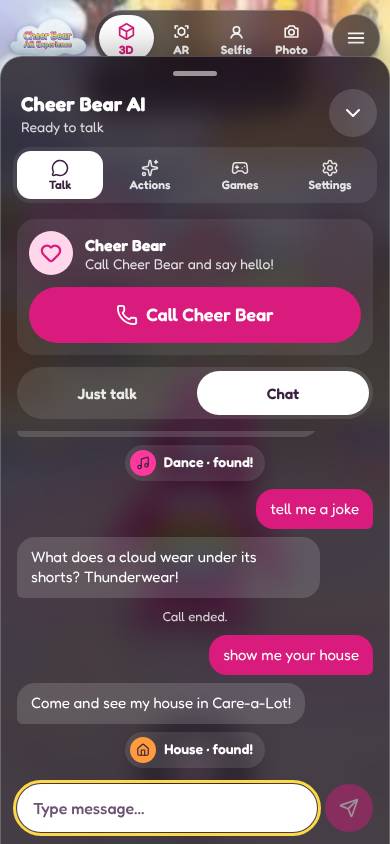 Cheer Bear
AR Experience
3D
AR
Selfie
Photo
Cheer Bear AI
Ready to talk
Talk
Actions
Games
Settings
Cheer Bear
Call Cheer Bear and say hello!
Call Cheer Bear
Just talk
Chat
Dance · found!
tell me a joke
What does a cloud wear under its
shorts? Thunderwear!
Call ended.
show me your house
Come and see my house in Care-a-Lot!
House · found!
Type message...